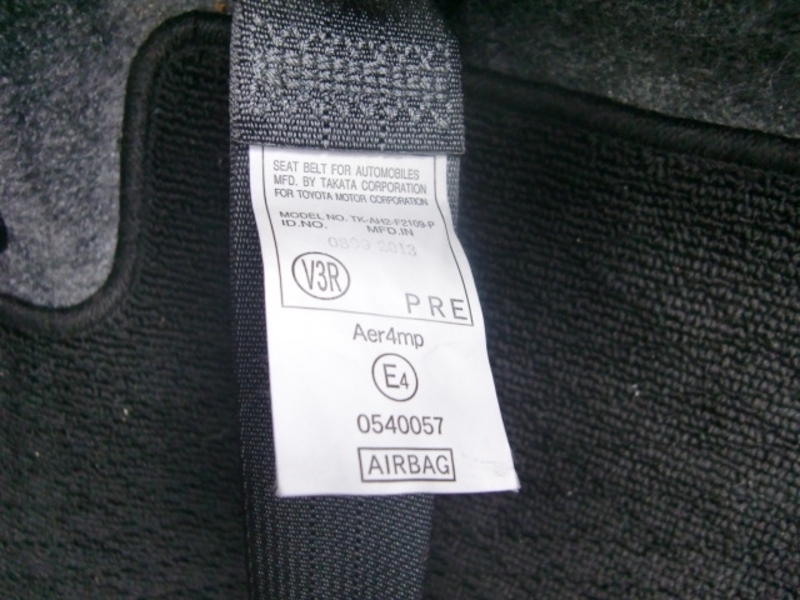 SEAT BELT FOR AUTOMOBILES
MFD. BY TAKATA CORPORATION
FOR TOYOTA MOTOR CORPORATION
MODEL NO. TK-AH2-F2109-P
ID.NO. MFD.IN
2013
V3R
PRE
Aer4mp
E4
0540057
AIRBAG